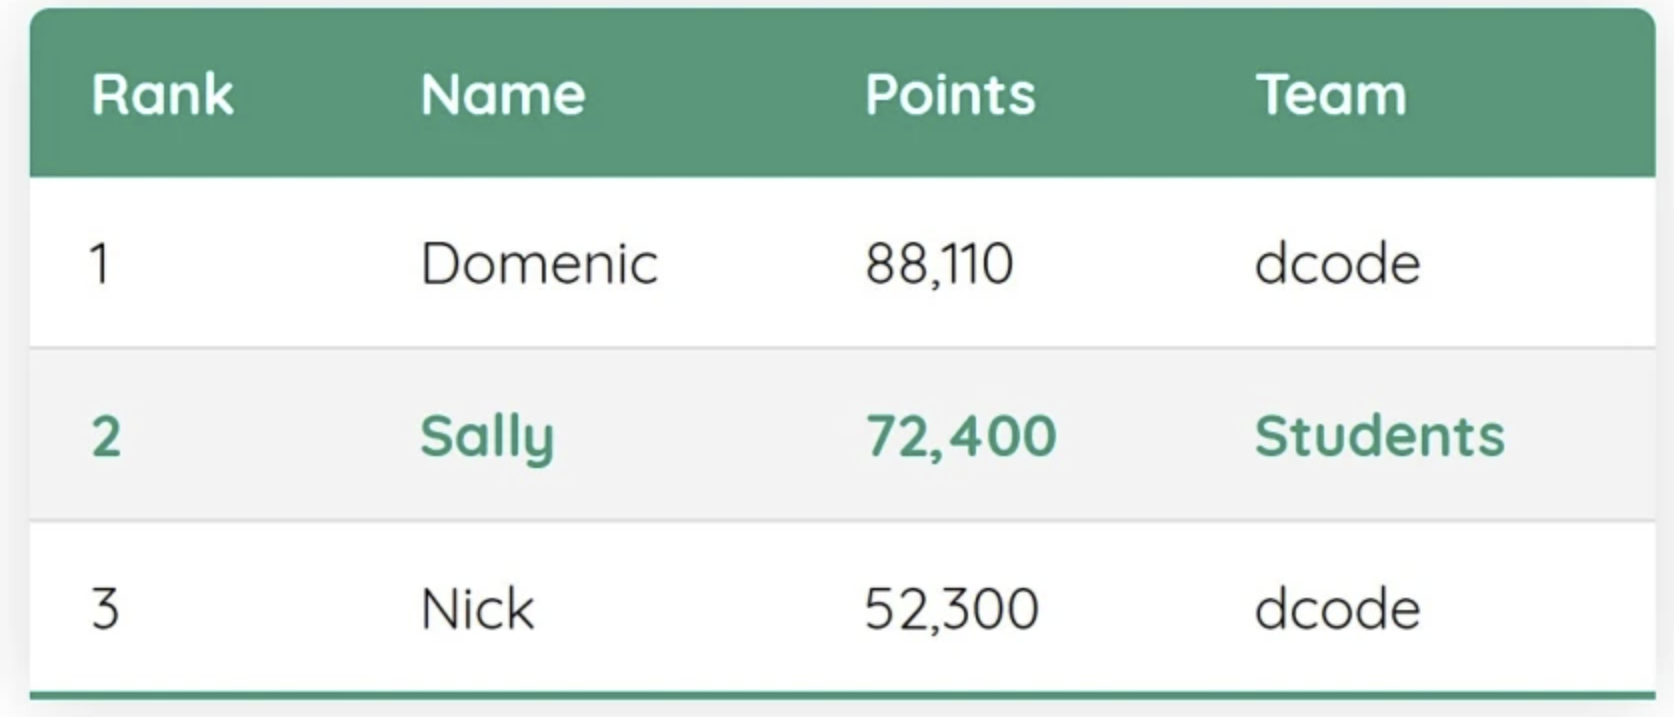 Rank Name Points Team
1 Domenic 88,110 dcode
2 Sally 72,400 Students
3 Nick 52,300 dcode